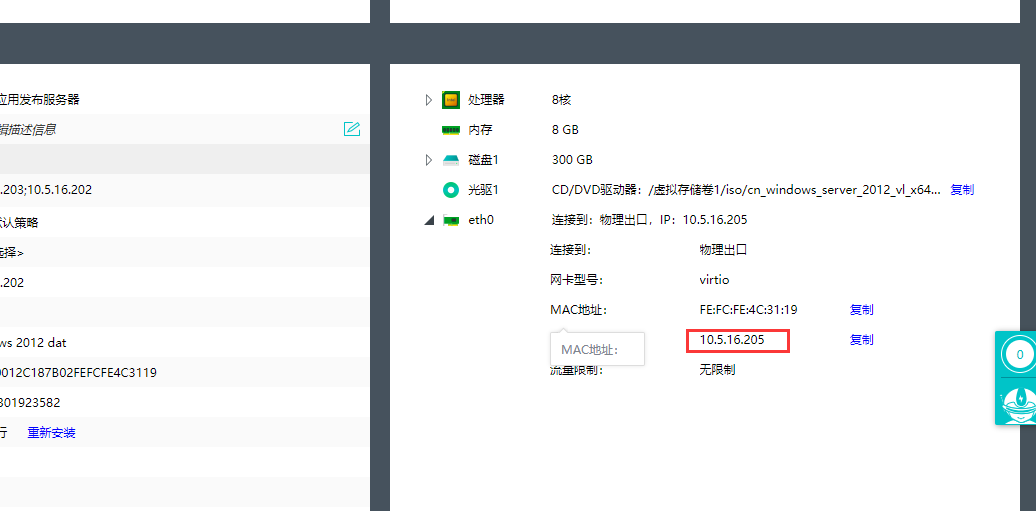 应用发布服务器
辑描述信息
.203;10.5.16.202
默认策略
选择>
.202
ws 2012 dat
0012C187B02FEFCFE4C3119
301923582
行 重新安装
处理器 8核
内存 8 GB
磁盘1 300 GB
光驱1 CD/DVD驱动器：/虚拟存储卷1/iso/cn_windows_server_2012_vl_x64... 复制
eth0 连接到：物理出口，IP：10.5.16.205
连接到： 物理出口
网卡型号： virtio
MAC地址： FE:FC:FE:4C:31:19 复制
10.5.16.205 复制
MAC地址：
流量限制： 无限制
0